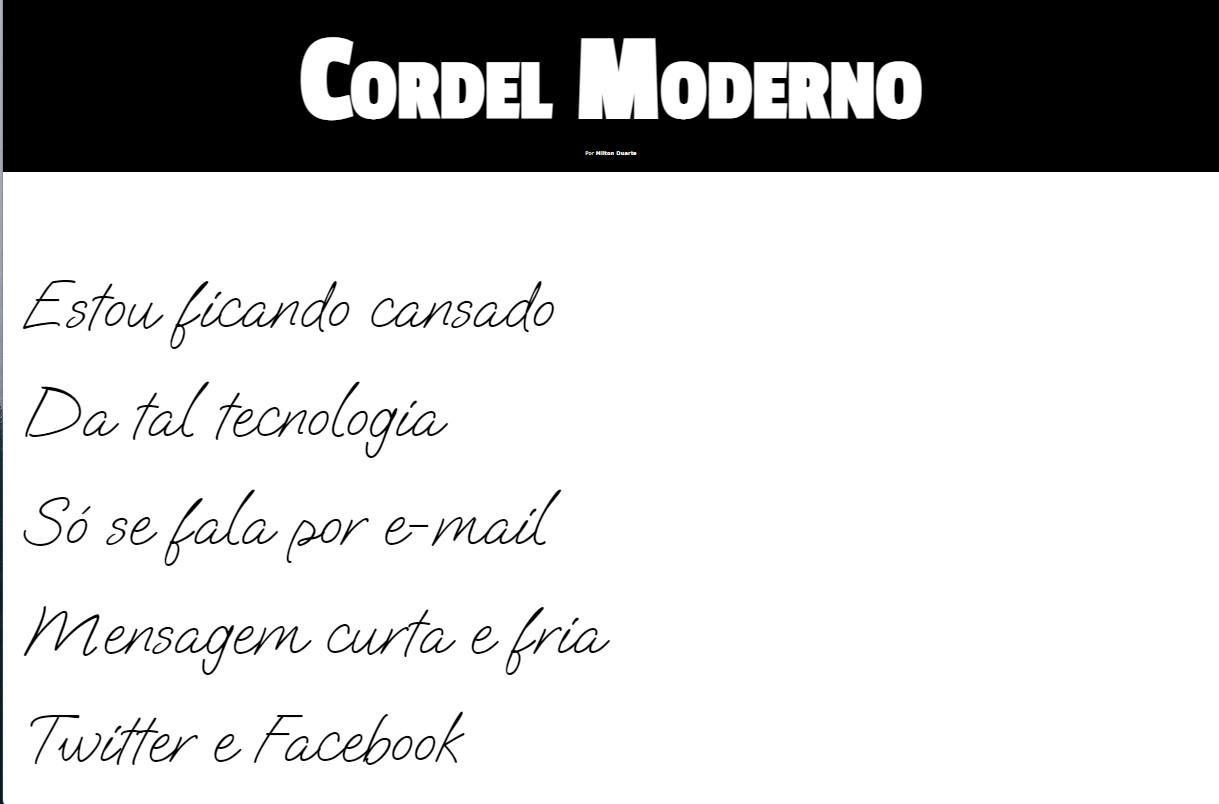 Cordel Moderno
Por Milton Duarte
Estou ficando cansado
Da tal tecnologia
Só se fala por e-mail
Mensagem curta e fria
Twitter e Facebook